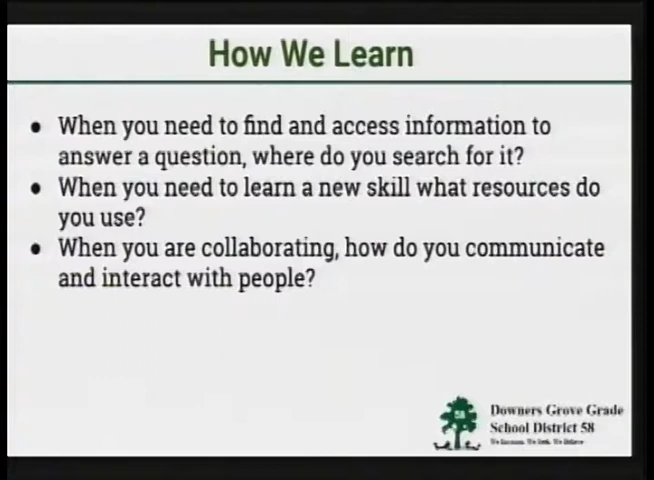 How We Learn
● When you need to find and access information to
answer a question, where do you search for it?
● When you need to learn a new skill what resources do
you use?
● When you are collaborating, how do you communicate
and interact with people?
58
Downers Grove Grade
School District 58